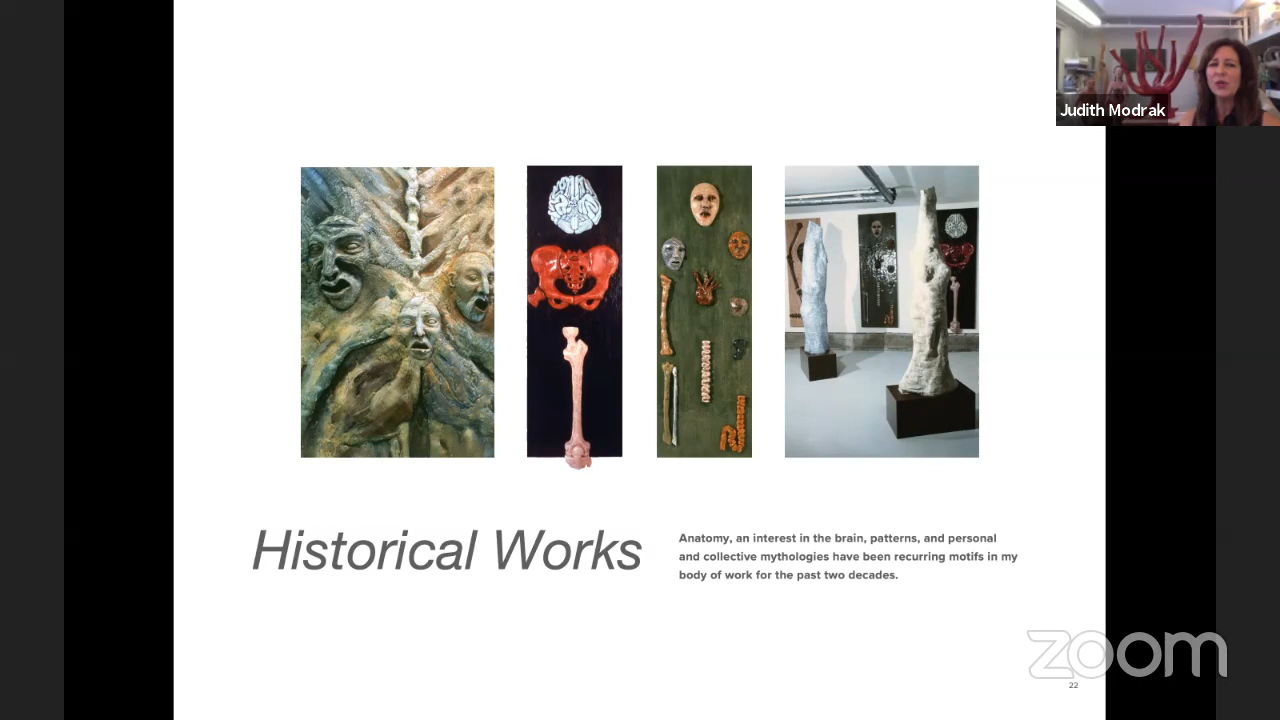 Judith Modrak
Historical Works
Anatomy, an interest in the brain, patterns, and personal
and collective mythologies have been recurring motifs in my
body of work for the past two decades.
zoom
22